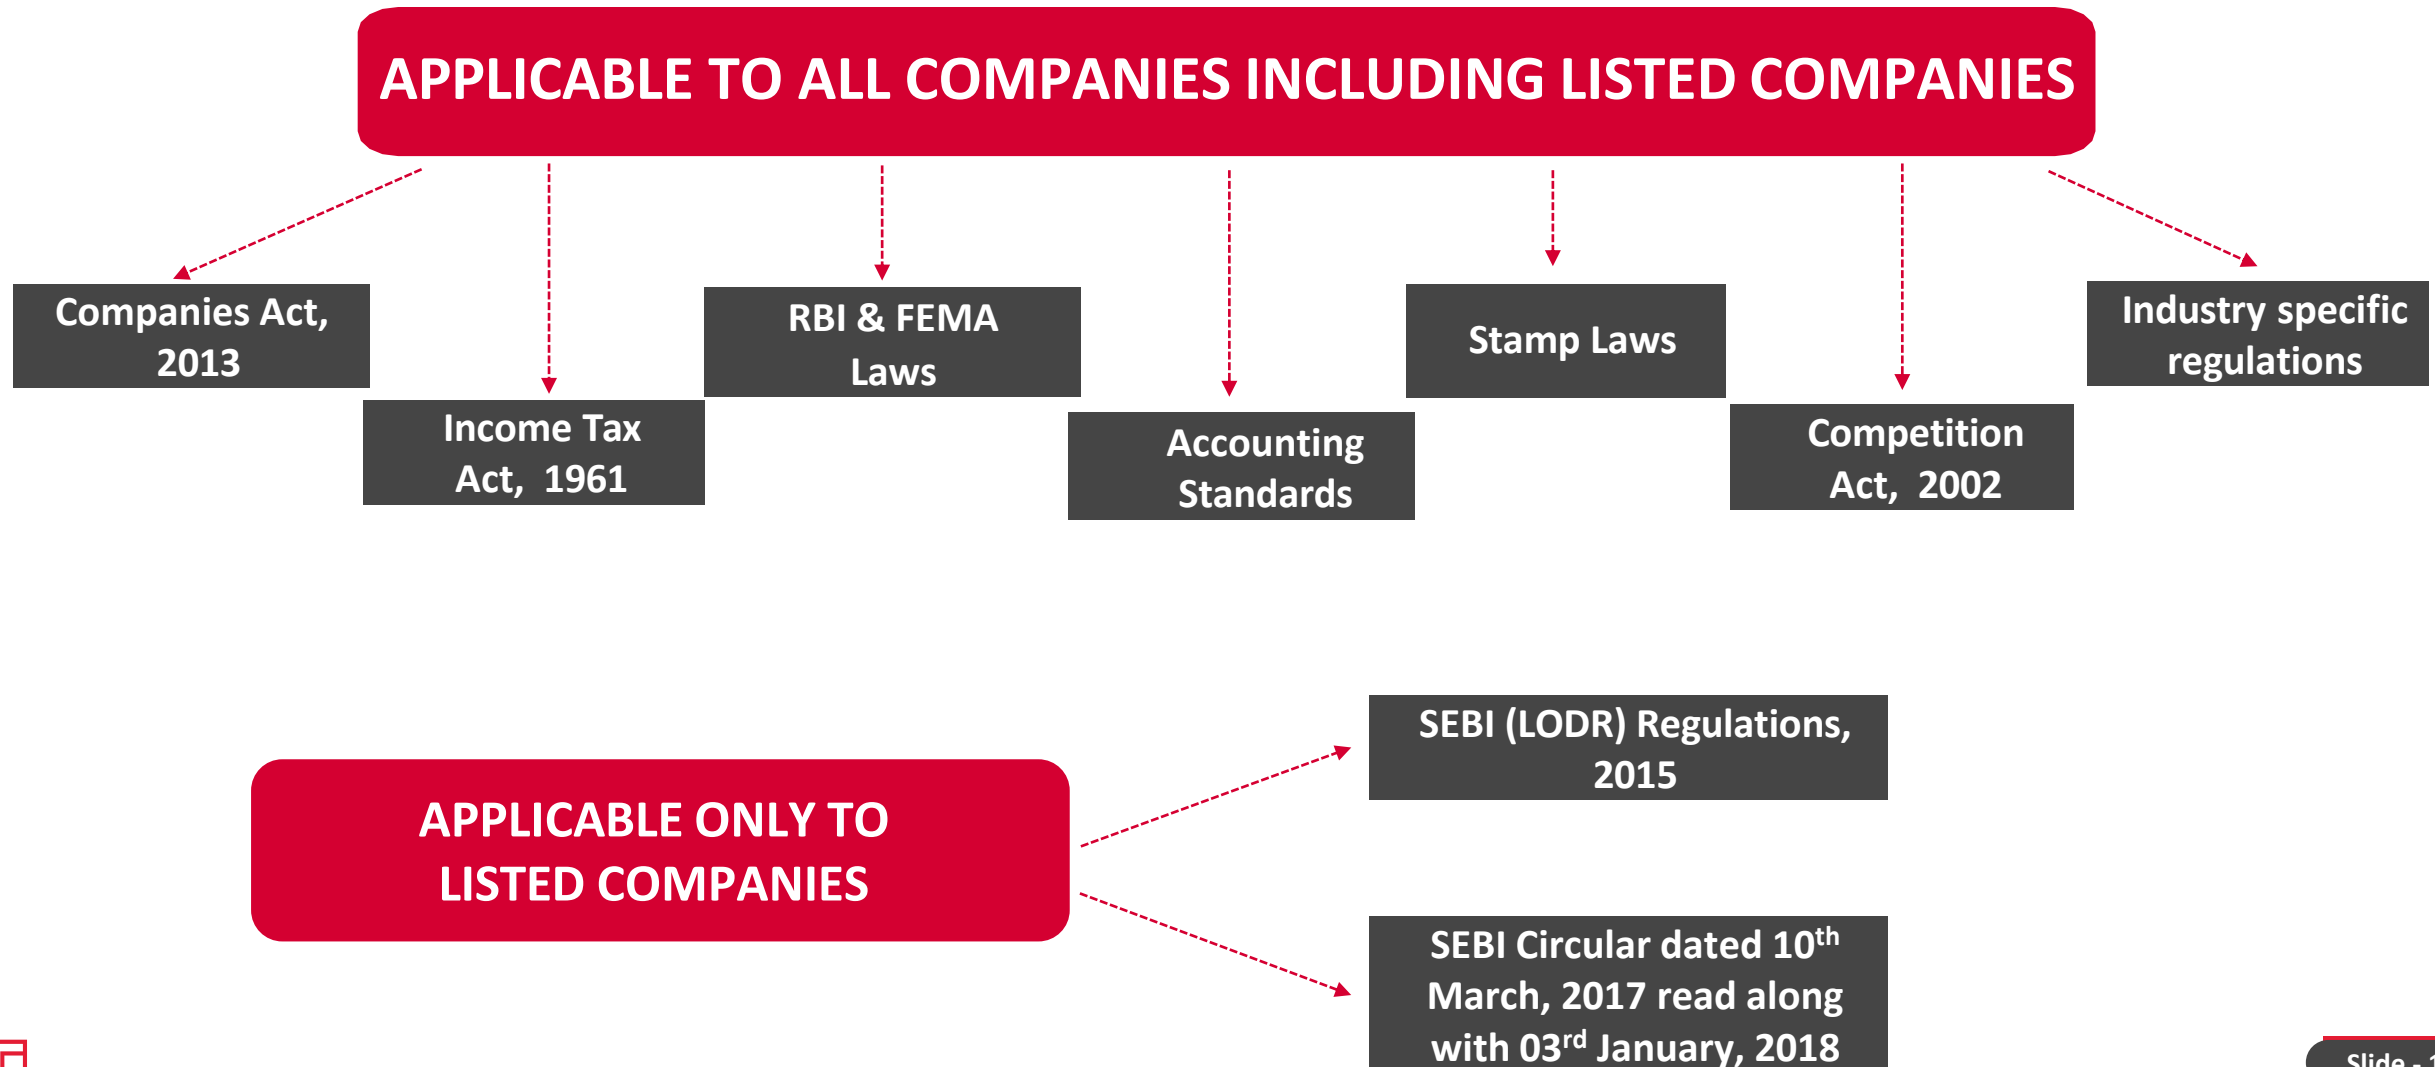 APPLICABLE TO ALL COMPANIES INCLUDING LISTED COMPANIES
Companies Act,
2013
Income Tax
Act, 1961
RBI & FEMA
Laws
Accounting
Standards
Stamp Laws
Competition
Act, 2002
Industry specific
regulations
APPLICABLE ONLY TO
LISTED COMPANIES
SEBI (LODR) Regulations,
2015
SEBI Circular dated 10th
March, 2017 read along
with 03rd January, 2018
Slide -